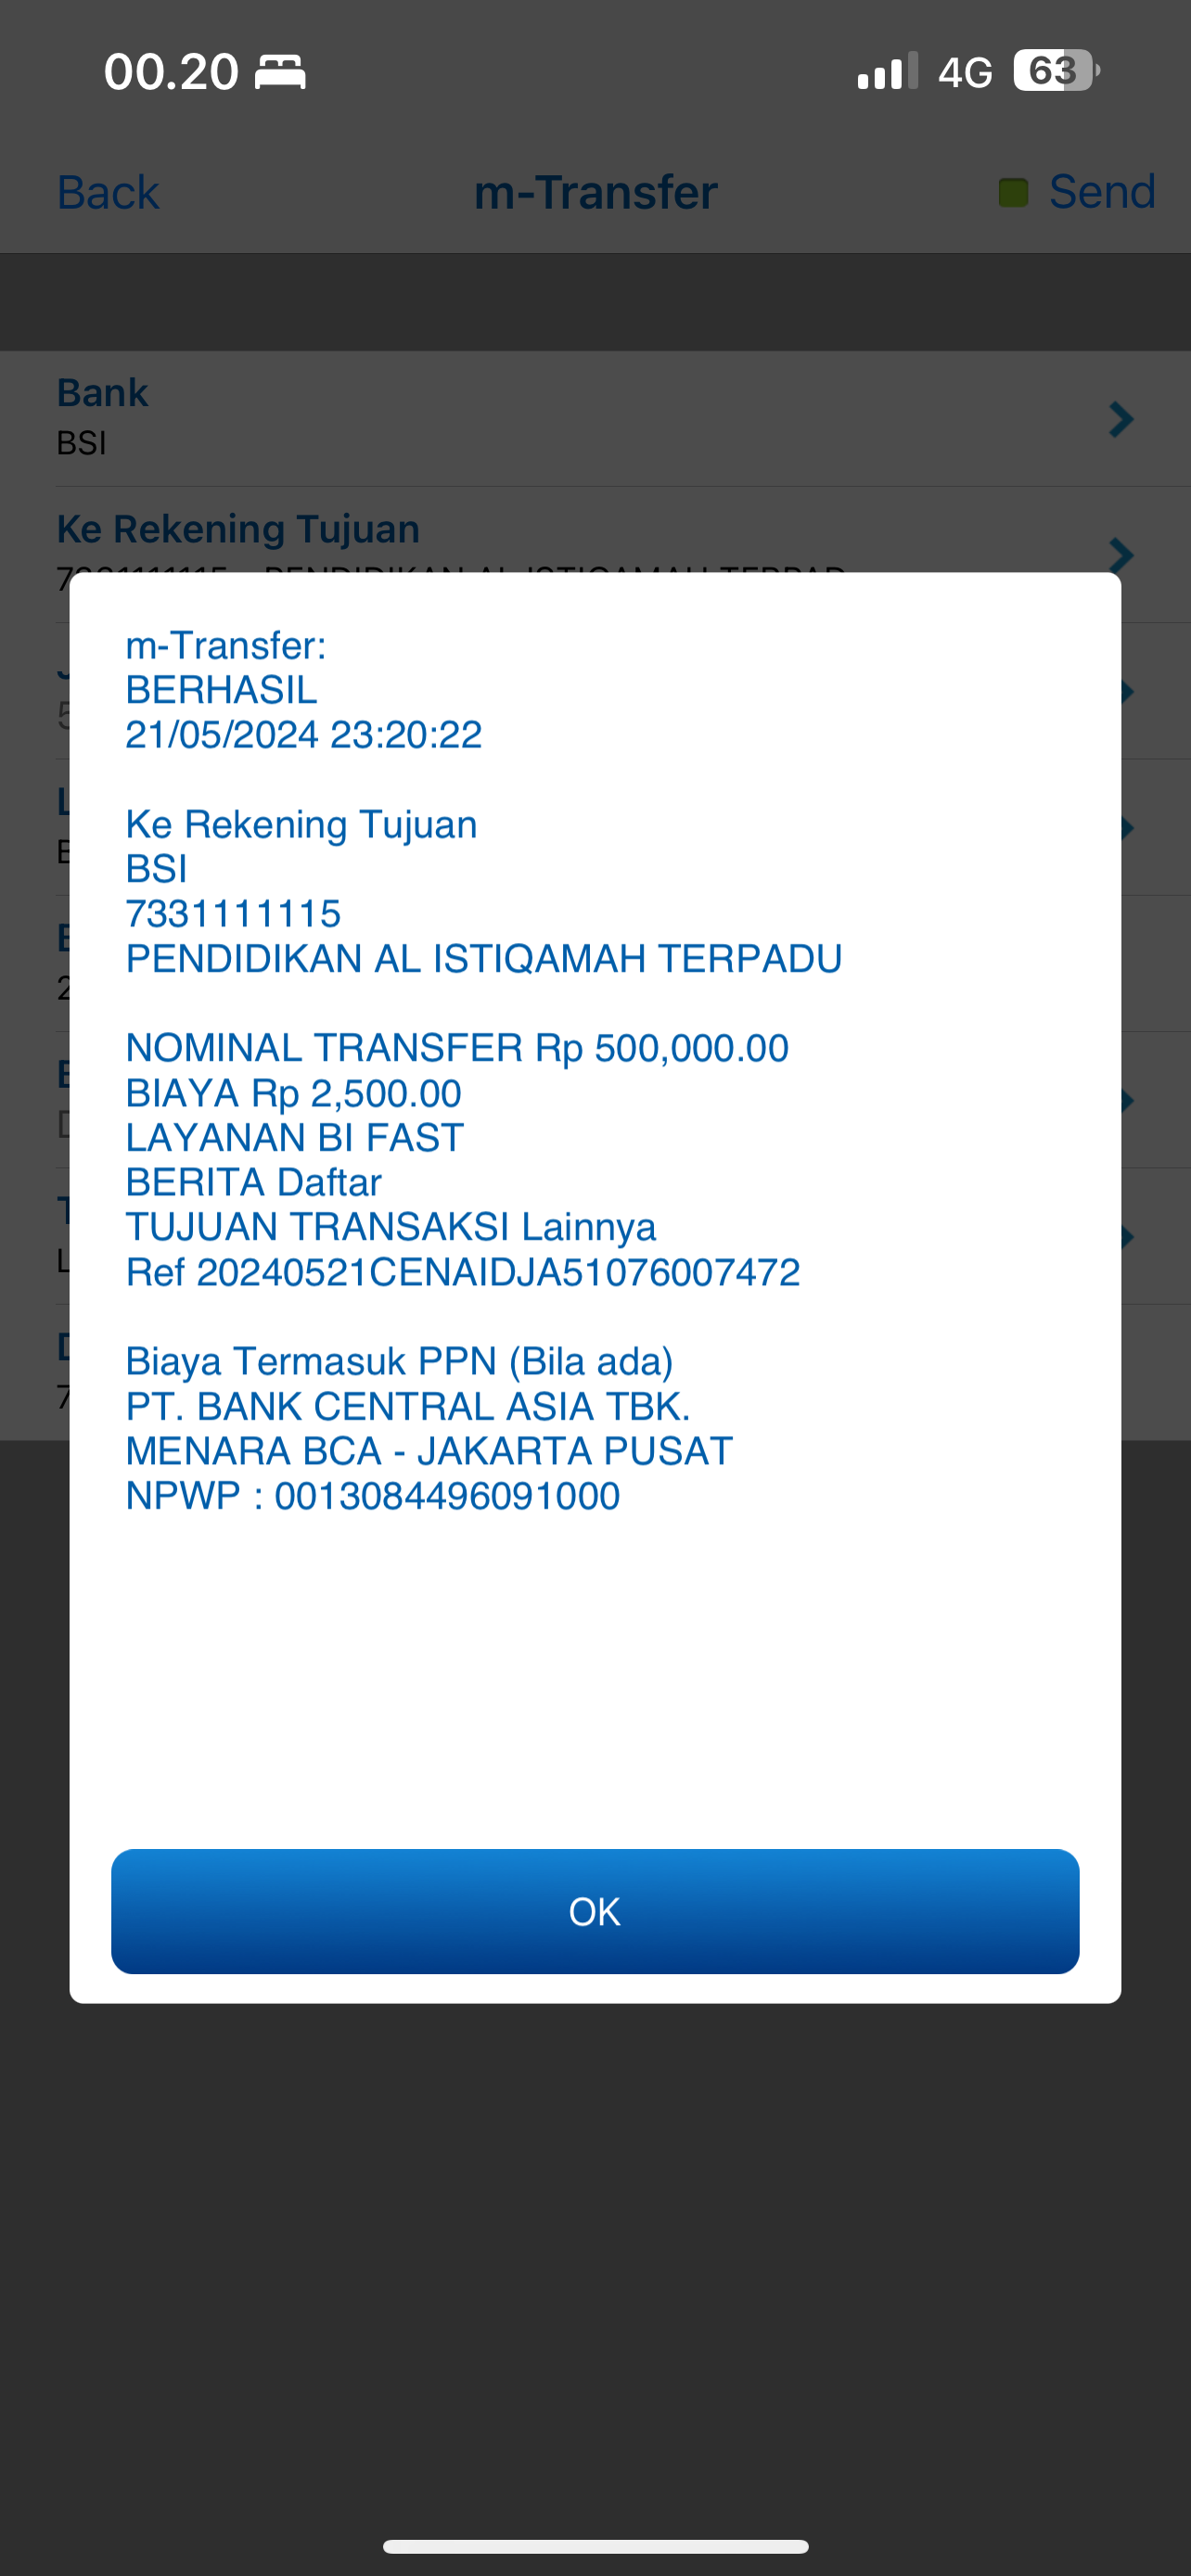 00.20
4G
63
Back
m-Transfer
Send
Bank
BSI
Ke Rekening Tujuan
m-Transfer:
BERHASIL
21/05/2024 23:20:22
Ke Rekening Tujuan
BSI
7331111115
PENDIDIKAN AL ISTIQAMAH TERPADU
NOMINAL TRANSFER Rp 500,000.00
BIAYA Rp 2,500.00
LAYANAN BI FAST
BERITA Daftar
TUJUAN TRANSAKSI Lainnya
Ref 20240521CENAIDJA51076007472
Biaya Termasuk PPN (Bila ada)
PT. BANK CENTRAL ASIA TBK.
MENARA BCA - JAKARTA PUSAT
NPWP : 0013084496091000
OK